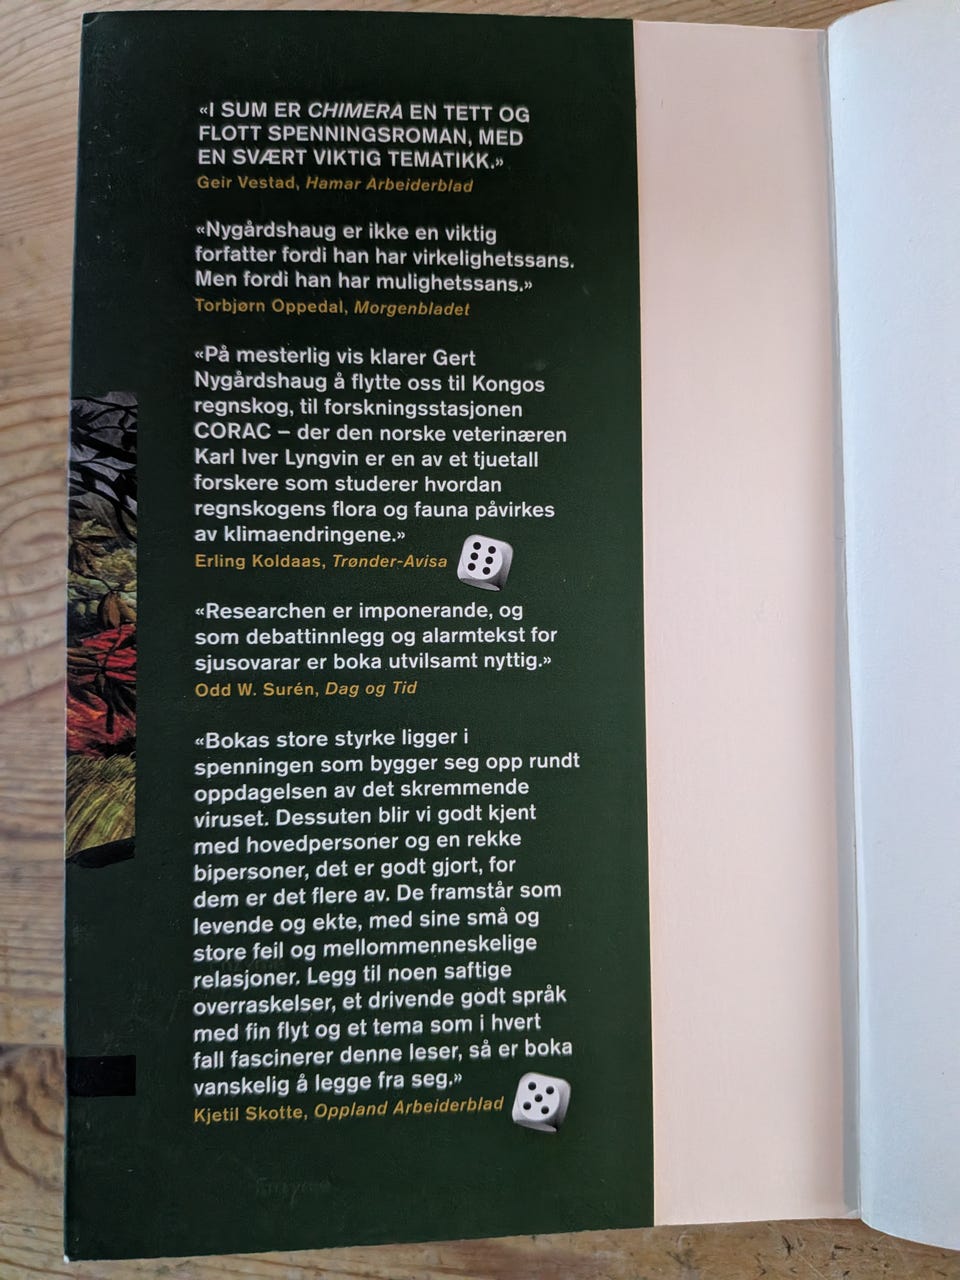 «I SUM ER CHIMERA EN TETT OG
FLOTT SPENNINGSROMAN, MED
EN SVÆRT VIKTIG TEMATIKK.»
Geir Vestad, Hamar Arbeiderblad
«Nygårdshaug er ikke en viktig
forfatter fordi han har virkelighetssans.
Men fordi han har mulighetssans.»
Torbjørn Oppedal, Morgenbladet
«På mesterlig vis klarer Gert
Nygårdshaug å flytte oss til Kongos
regnskog, til forskningsstasjonen
CORAC – der den norske veterinæren
Karl Iver Lyngvin er en av et tjuetall
forskere som studerer hvordan
regnskogens flora og fauna påvirkes
av klimaendringene.»
Erling Koldaas, Trønder-Avisa
«Researchen er imponerande, og
som debattinnlegg og alarmtekst for
sjusovarar er boka utvilsamt nyttig.»
Odd W. Surén, Dag og Tid
«Bokas store styrke ligger i
spenningen som bygger seg opp rundt
oppdagelsen av det skremmende
viruset. Dessuten blir vi godt kjent
med hovedpersoner og en rekke
bipersoner, det er godt gjort, for
dem er det flere av. De framstår som
levende og ekte, med sine små og
store feil og mellommenneskelige
relasjoner. Legg til noen saftige
overraskelser, et drivende godt språk
med fin flyt og et tema som i hvert
fall fascinerer denne leser, så er boka
vanskelig å legge fra seg.»
Kjetil Skotte, Oppland Arbeiderblad